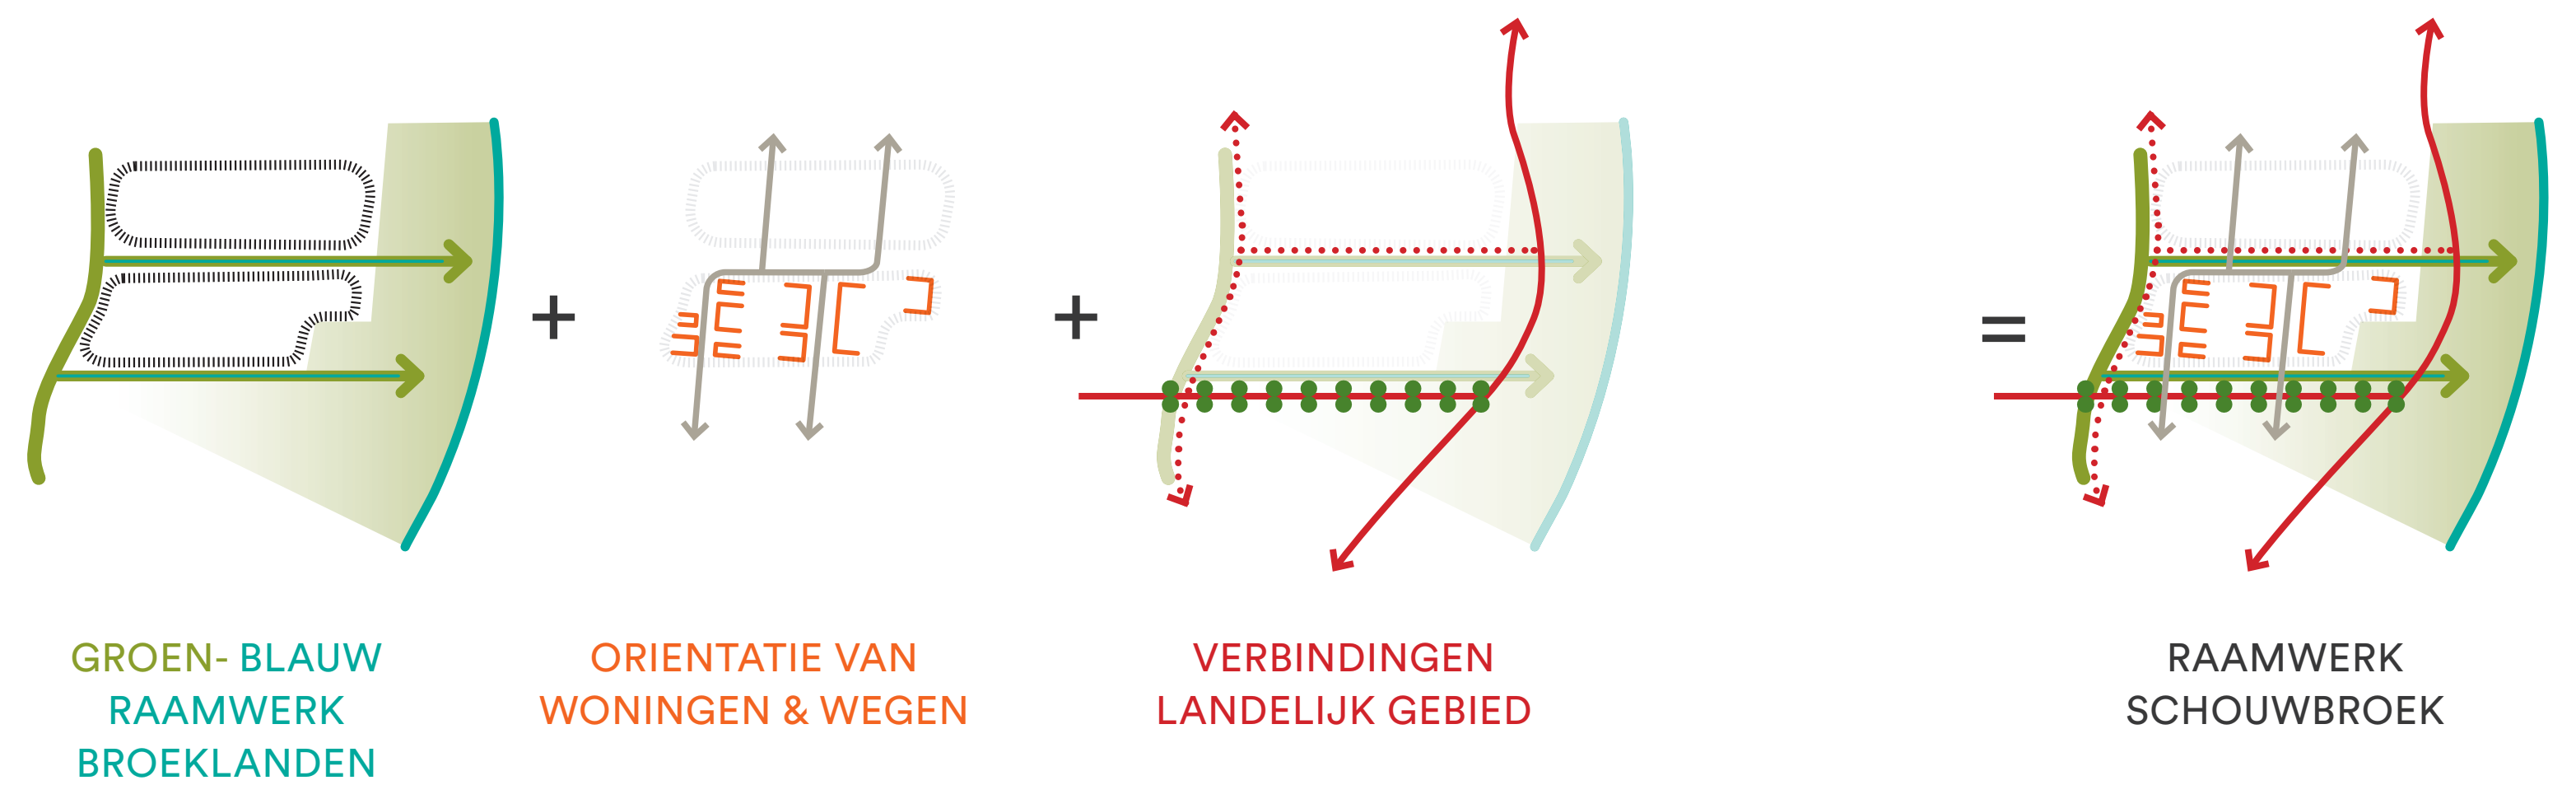 +
+
=
GROEN- BLAUW
RAAMWERK
BROEKLANDEN
ORIENTATIE VAN
WONINGEN & WEGEN
VERBINDINGEN
LANDELIJK GEBIED
RAAMWERK
SCHOUWBROEK